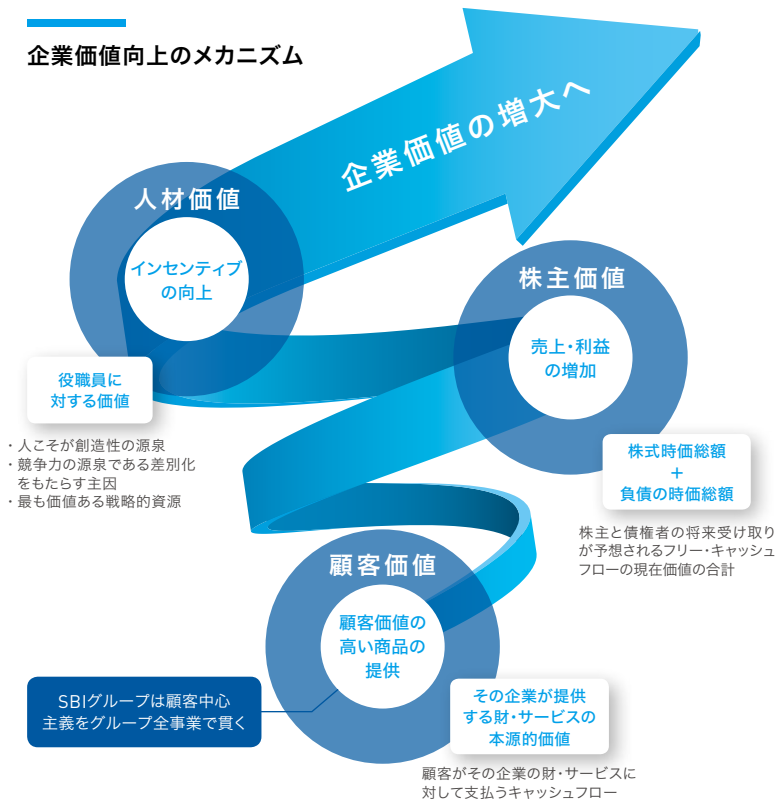 企業価値向上のメカニズム
企業価値の増大へ
人材価値
インセンティブ
の向上
役職員に
対する価値
・人こそが創造性の源泉
・競争力の源泉である差別化
をもたらす主因
・最も価値ある戦略的資源
株主価値
売上・利益
の増加
株式時価総額
+
負債の時価総額
株主と債権者の将来受け取り
が予想されるフリー・キャッシュ
フローの現在価値の合計
顧客価値
顧客価値の
高い商品の
提供
SBIグループは顧客中心
主義をグループ全事業で貫く
その企業が提供
する財・サービスの
本源的価値
顧客がその企業の財・サービスに
対して支払うキャッシュフロー